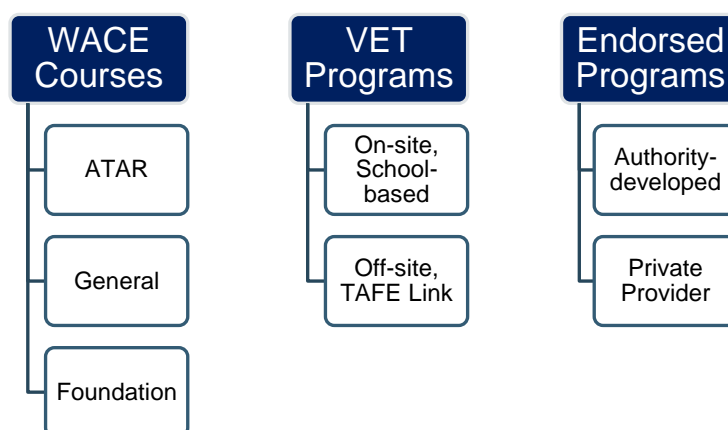 WACE
Courses
ATAR
General
Foundation
VET
Programs
On-site,
School-
based
Off-site,
TAFE Link
Endorsed
Programs
Authority-
developed
Private
Provider